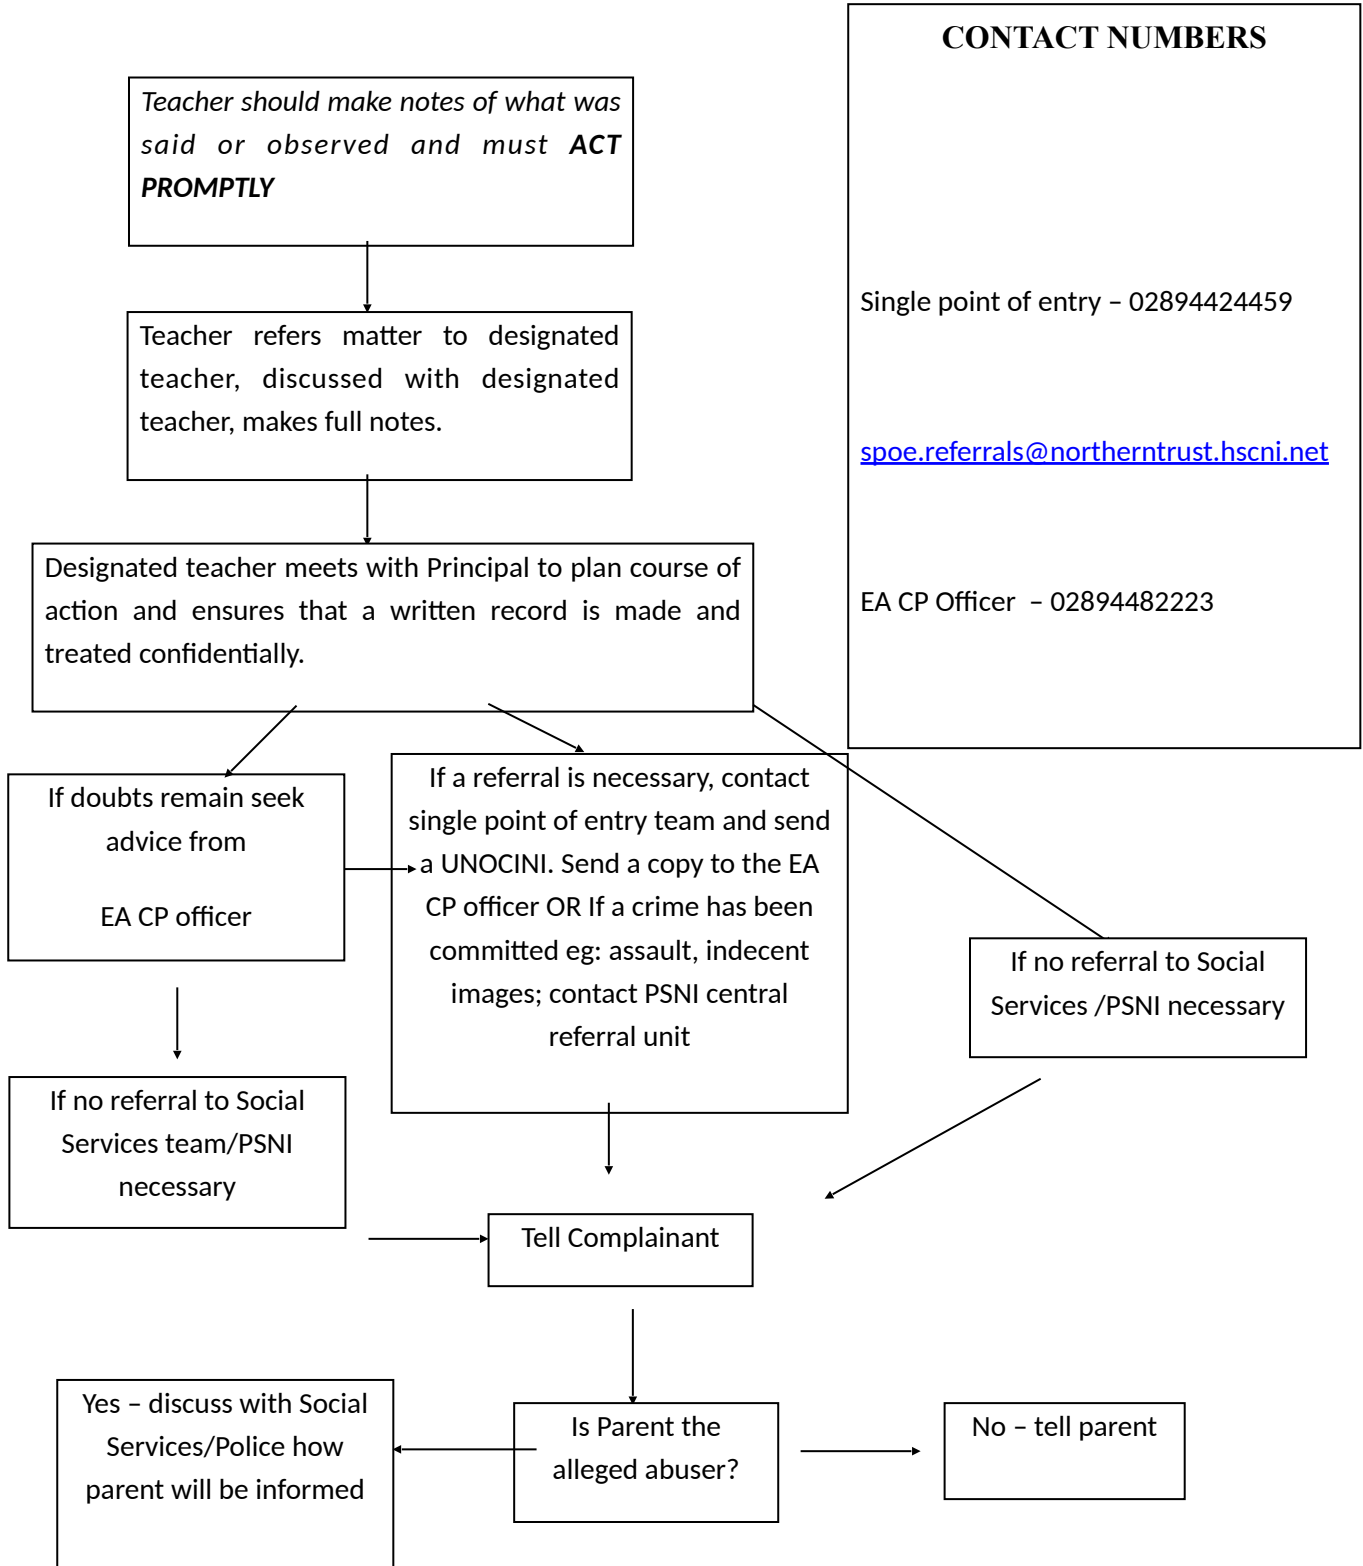 CONTACT NUMBERS
Teacher should make notes of what was
said or observed and must ACT
PROMPTLY
Single point of entry – 02894424459
Teacher refers matter to designated
teacher, discussed with designated
teacher, makes full notes.
spoe.referrals@northerntrust.hscni.net
Designated teacher meets with Principal to plan course of
action and ensures that a written record is made and
treated confidentially.
EA CP Officer – 02894482223
If doubts remain seek
advice from
EA CP officer
If a referral is necessary, contact
single point of entry team and send
a UNOCINI. Send a copy to the EA
CP officer OR If a crime has been
committed eg: assault, indecent
images; contact PSNI central
referral unit
If no referral to Social
Services /PSNI necessary
If no referral to Social
Services team/PSNI
necessary
Tell Complainant
Yes – discuss with Social
Services/Police how
parent will be informed
Is Parent the
alleged abuser?
No – tell parent